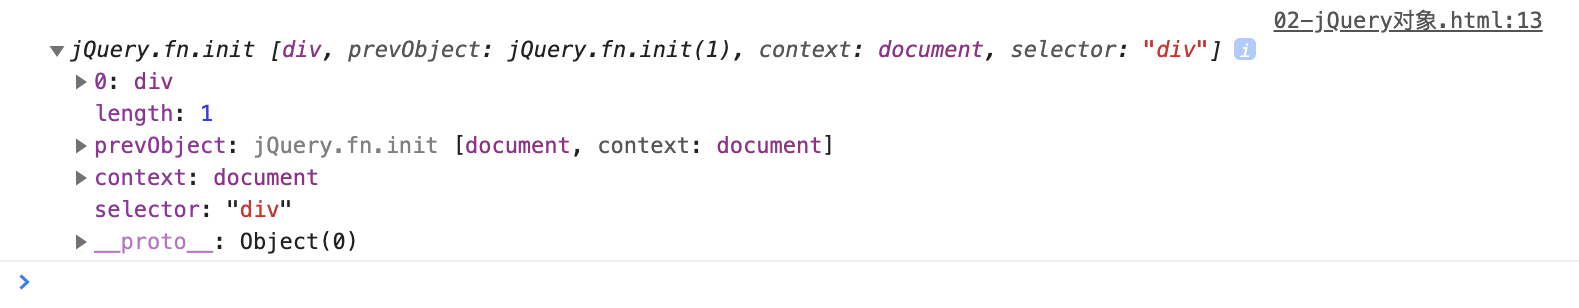 02-jQuery对象.html:13
▼jQuery.fn.init [div, prevObject: jQuery.fn.init(1), context: document, selector: "div"] i
▶0: div
length: 1
▶prevObject: jQuery.fn.init [document, context: document]
▶context: document
selector: "div"
▶__proto__: Object(0)
>